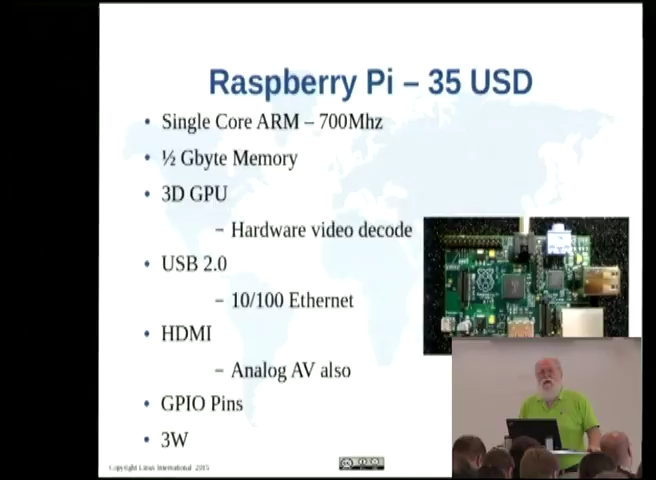 Raspberry Pi – 35 USD
• Single Core ARM – 700Mhz
• ½ Gbyte Memory
• 3D GPU
– Hardware video decode
• USB 2.0
– 10/100 Ethernet
• HDMI
– Analog AV also
• GPIO Pins
• 3W
Copyright Linux International 2015